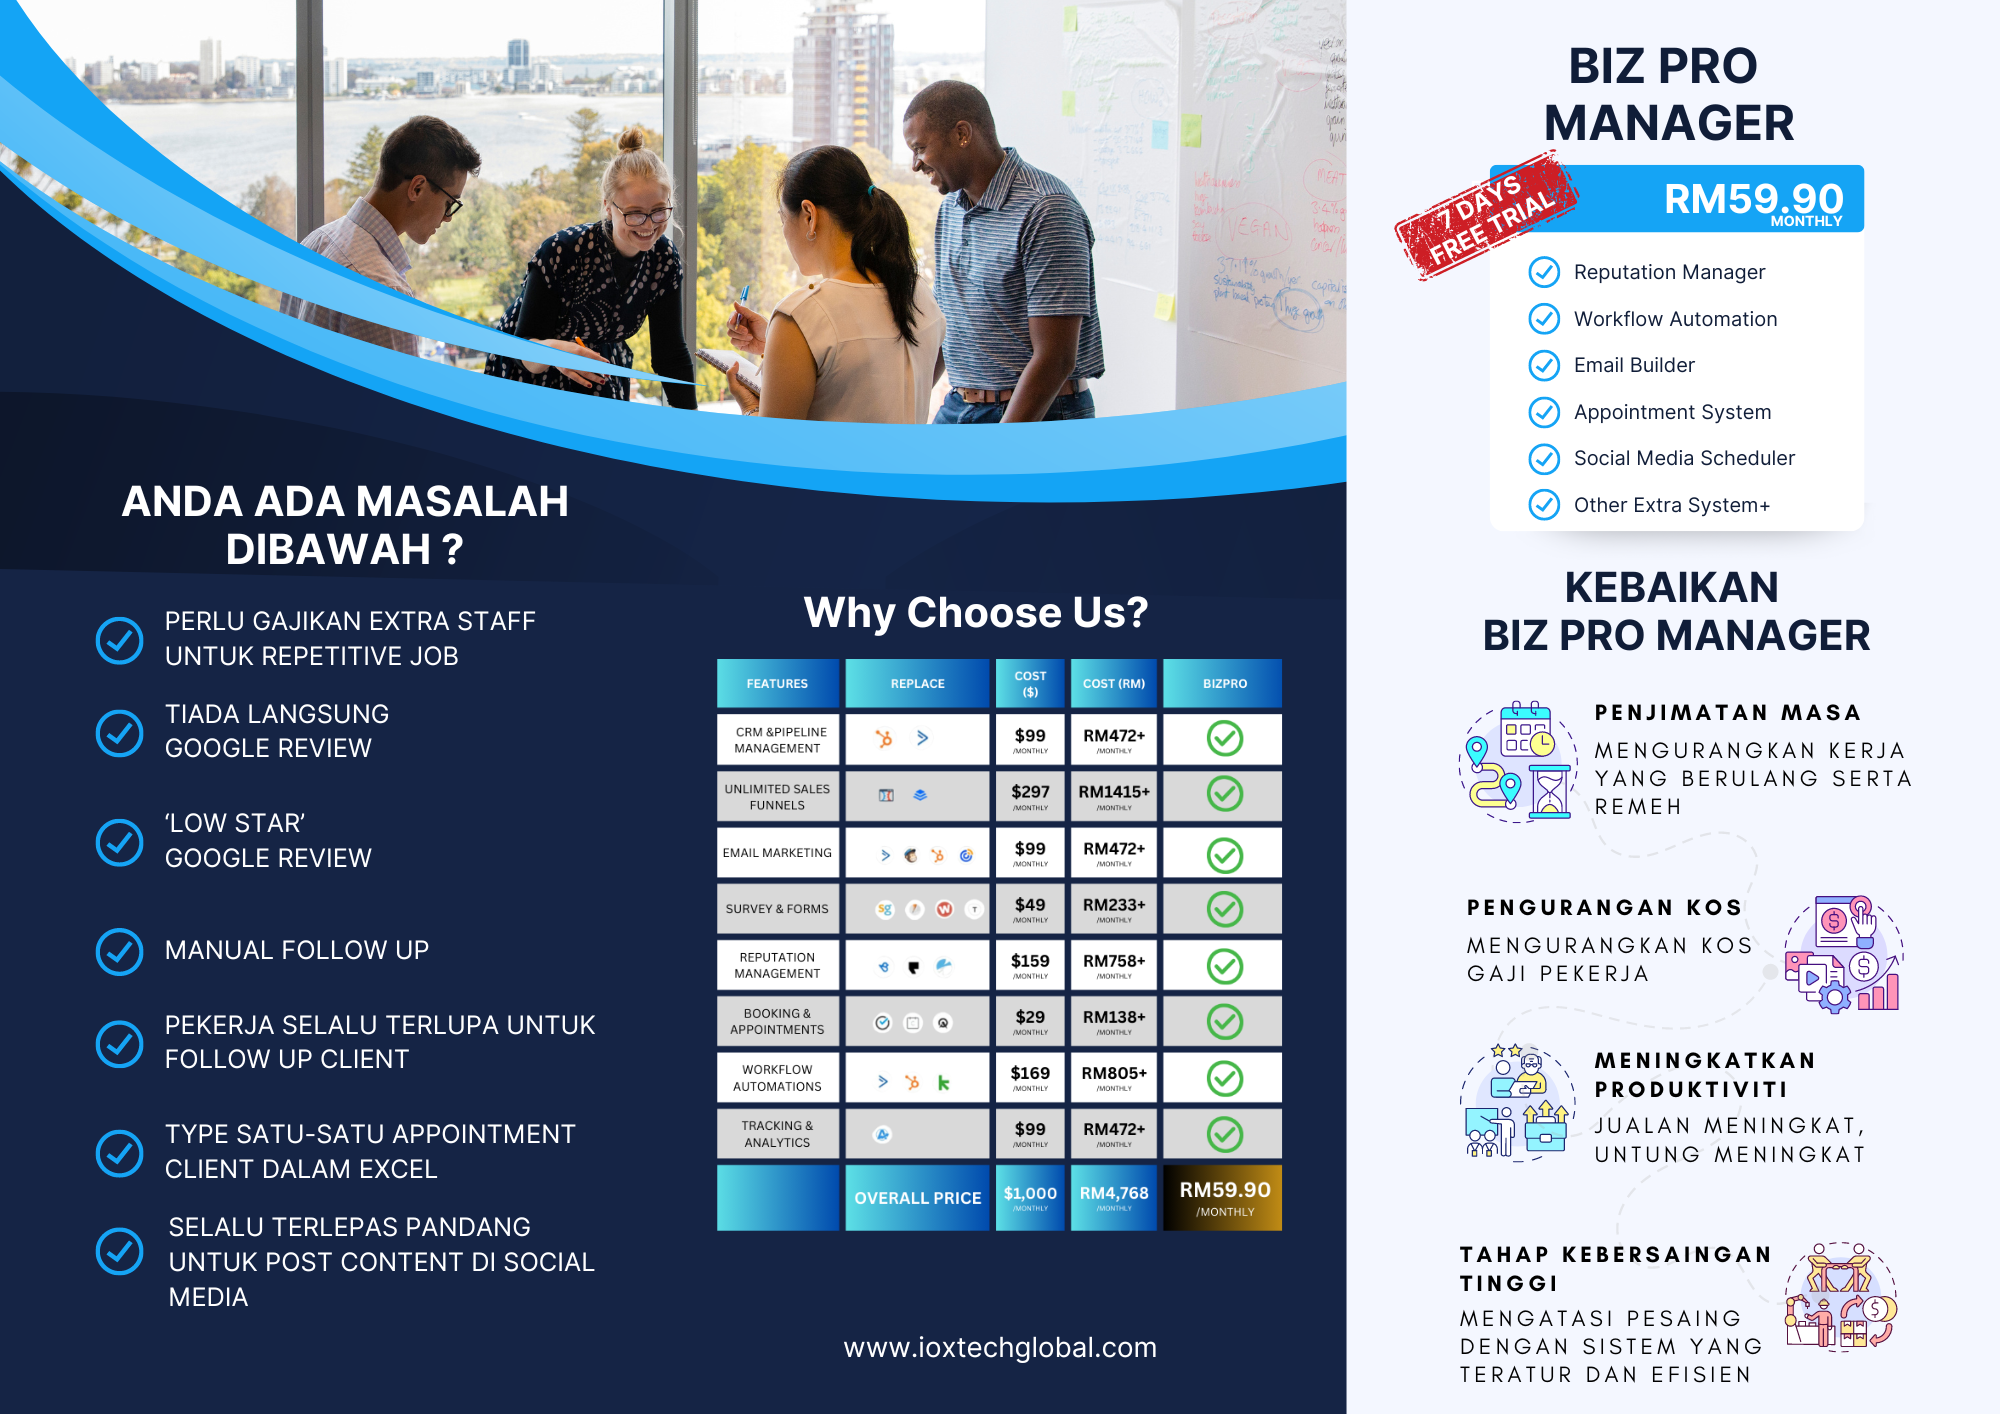 ANDA ADA MASALAH
DIBAWAH ?
PERLU GAJIKAN EXTRA STAFF
UNTUK REPETITIVE JOB
TIADA LANGSUNG
GOOGLE REVIEW
‘LOW STAR’
GOOGLE REVIEW
MANUAL FOLLOW UP
PEKERJA SELALU TERLUPA UNTUK
FOLLOW UP CLIENT
TYPE SATU-SATU APPOINTMENT
CLIENT DALAM EXCEL
SELALU TERLEPAS PANDANG
UNTUK POST CONTENT DI SOCIAL
MEDIA
Why Choose Us?
FEATURES REPLACE COST ($) COST (RM) BIZPRO
CRM &PIPELINE MANAGEMENT $99 /MONTHLY RM472+ /MONTHLY
UNLIMITED SALES FUNNELS $297 /MONTHLY RM1415+ /MONTHLY
EMAIL MARKETING $99 /MONTHLY RM472+ /MONTHLY
SURVEY & FORMS $49 /MONTHLY RM233+ /MONTHLY
REPUTATION MANAGEMENT $159 /MONTHLY RM758+ /MONTHLY
BOOKING & APPOINTMENTS $29 /MONTHLY RM138+ /MONTHLY
WORKFLOW AUTOMATIONS $169 /MONTHLY RM805+ /MONTHLY
TRACKING & ANALYTICS $99 /MONTHLY RM472+ /MONTHLY
OVERALL PRICE $1,000 /MONTHLY RM4,768 /MONTHLY RM59.90 /MONTHLY
www.ioxtechglobal.com
BIZ PRO
MANAGER
7 DAYS
FREE TRIAL
RM59.90
MONTHLY
Reputation Manager
Workflow Automation
Email Builder
Appointment System
Social Media Scheduler
Other Extra System+
KEBAIKAN
BIZ PRO MANAGER
PENJIMATAN MASA
MENGURANGKAN KERJA
YANG BERULANG SERTA
REMEH
PENGURANGAN KOS
MENGURANGKAN KOS
GAJI PEKERJA
MENINGKATKAN
PRODUKTIVITI
JUALAN MENINGKAT,
UNTUNG MENINGKAT
TAHAP KEBERSAINGAN
TINGGI
MENGATASI PESAING
DENGAN SISTEM YANG
TERATUR DAN EFISIEN
VEGAN